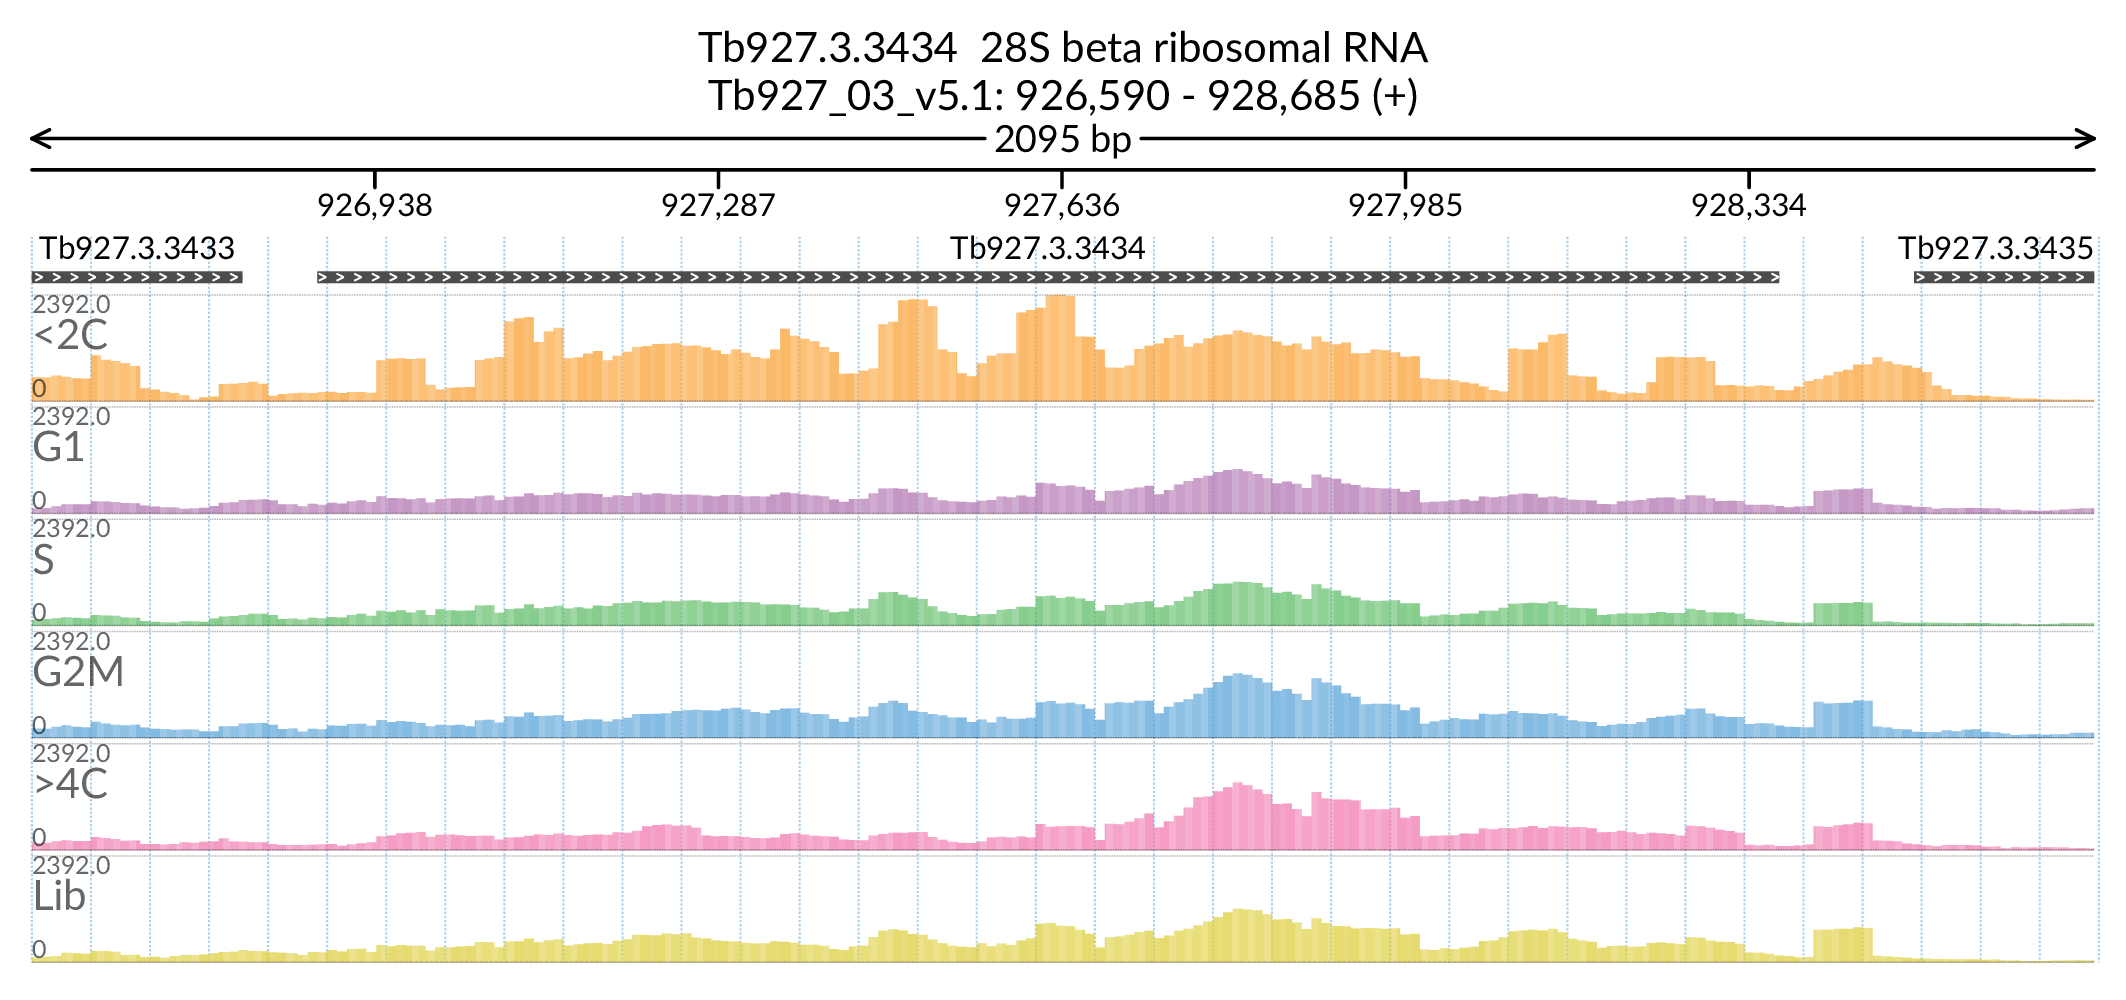 Tb927.3.3434  28S beta ribosomal RNA
Tb927_03_v5.1: 926,590 - 928,685 (+)
2095 bp
926,938 927,287 927,636 927,985 928,334
Tb927.3.3433 Tb927.3.3434 Tb927.3.3435
2392.0
<2C
0
2392.0
G1
0
2392.0
S
0
2392.0
G2M
0
2392.0
>4C
0
2392.0
Lib
0